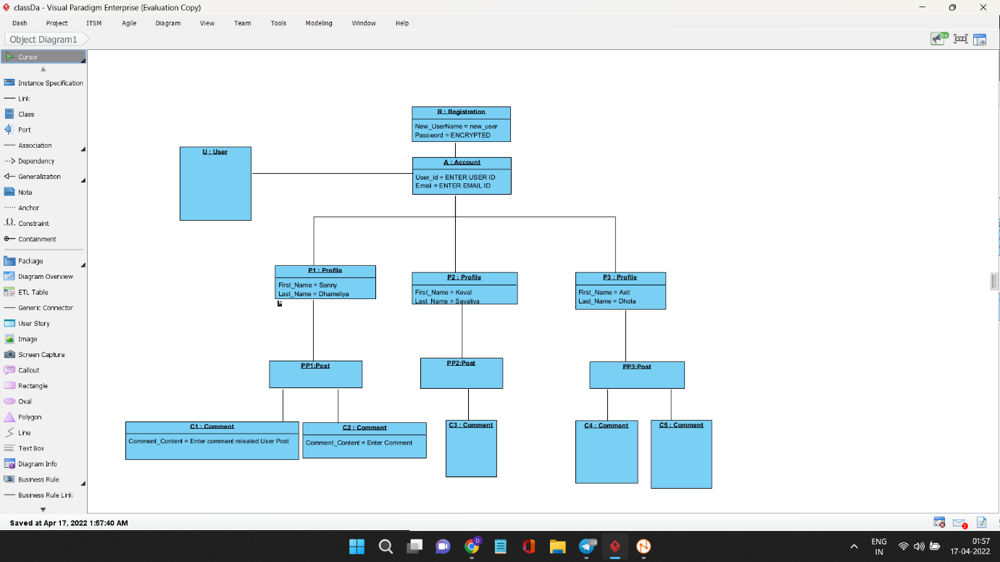 classDa - Visual Paradigm Enterprise (Evaluation Copy)
Dash Project ITSM Agile Diagram View Team Tools Modeling Window Help
Object Diagram1
9+
Cursor
Instance Specification
Link
Class
Port
Association
Dependency
Generalization
Note
Anchor
Constraint
Containment
Package
Diagram Overview
ETL Table
Generic Connector
User Story
Image
Screen Capture
Callout
Rectangle
Oval
Polygon
Line
Text Box
Diagram Info
Business Rule
Business Rule Link
R : Registration
New_UserName = new_user
Password = ENCRYPTED
U : User
A : Account
User_id = ENTER USER ID
Email = ENTER EMAIL ID
P1 : Profile
First_Name = Sanny
Last_Name = Dhameliya
P2 : Profile
First_Name = Keval
Last_Name = Savaliya
P3 : Profile
First_Name = Axit
Last_Name = Dhola
PP1:Post
PP2:Post
PP3:Post
C1 : Comment
Comment_Content = Enter comment releated User Post
C2 : Comment
Comment_Content = Enter Comment
C3 : Comment
C4 : Comment
C5 : Comment
Saved at Apr 17, 2022 1:57:40 AM
2
D
04
ENG
IN
01:57
17-04-2022